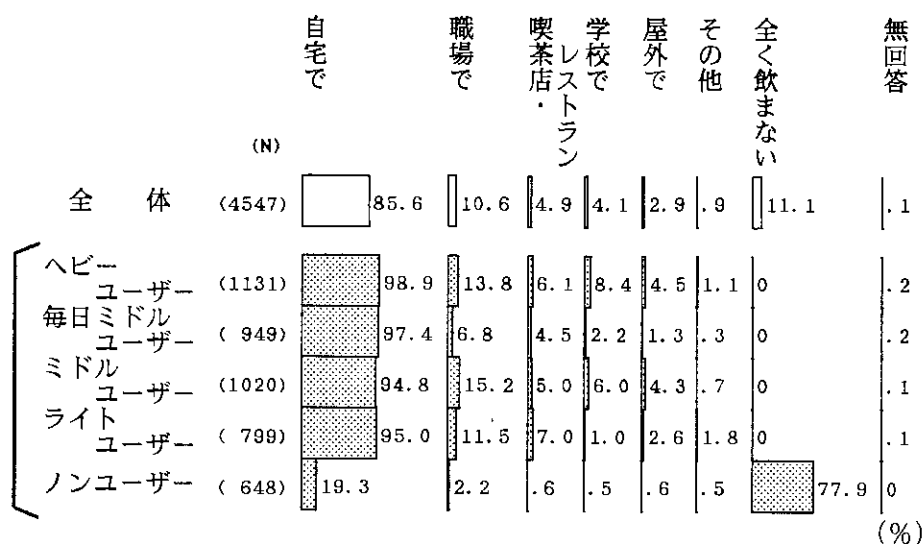 自宅で
職場で
喫茶店・
レストラン
学校で
屋外で
その他
全く飲まない
無回答
(N)
全 体 (4547) 85.6 10.6 4.9 4.1 2.9 .9 11.1 .1
ヘビー
ユーザー (1131) 98.9 13.8 6.1 8.4 4.5 1.1 0 .2
毎日ミドル
ユーザー ( 949) 97.4 6.8 4.5 2.2 1.3 .3 0 .2
ミドル
ユーザー (1020) 94.8 15.2 5.0 6.0 4.3 .7 0 .1
ライト
ユーザー ( 799) 95.0 11.5 7.0 1.0 2.6 1.8 0 .1
ノンユーザー ( 648) 19.3 2.2 .6 .5 .6 .5 77.9 0
(%)